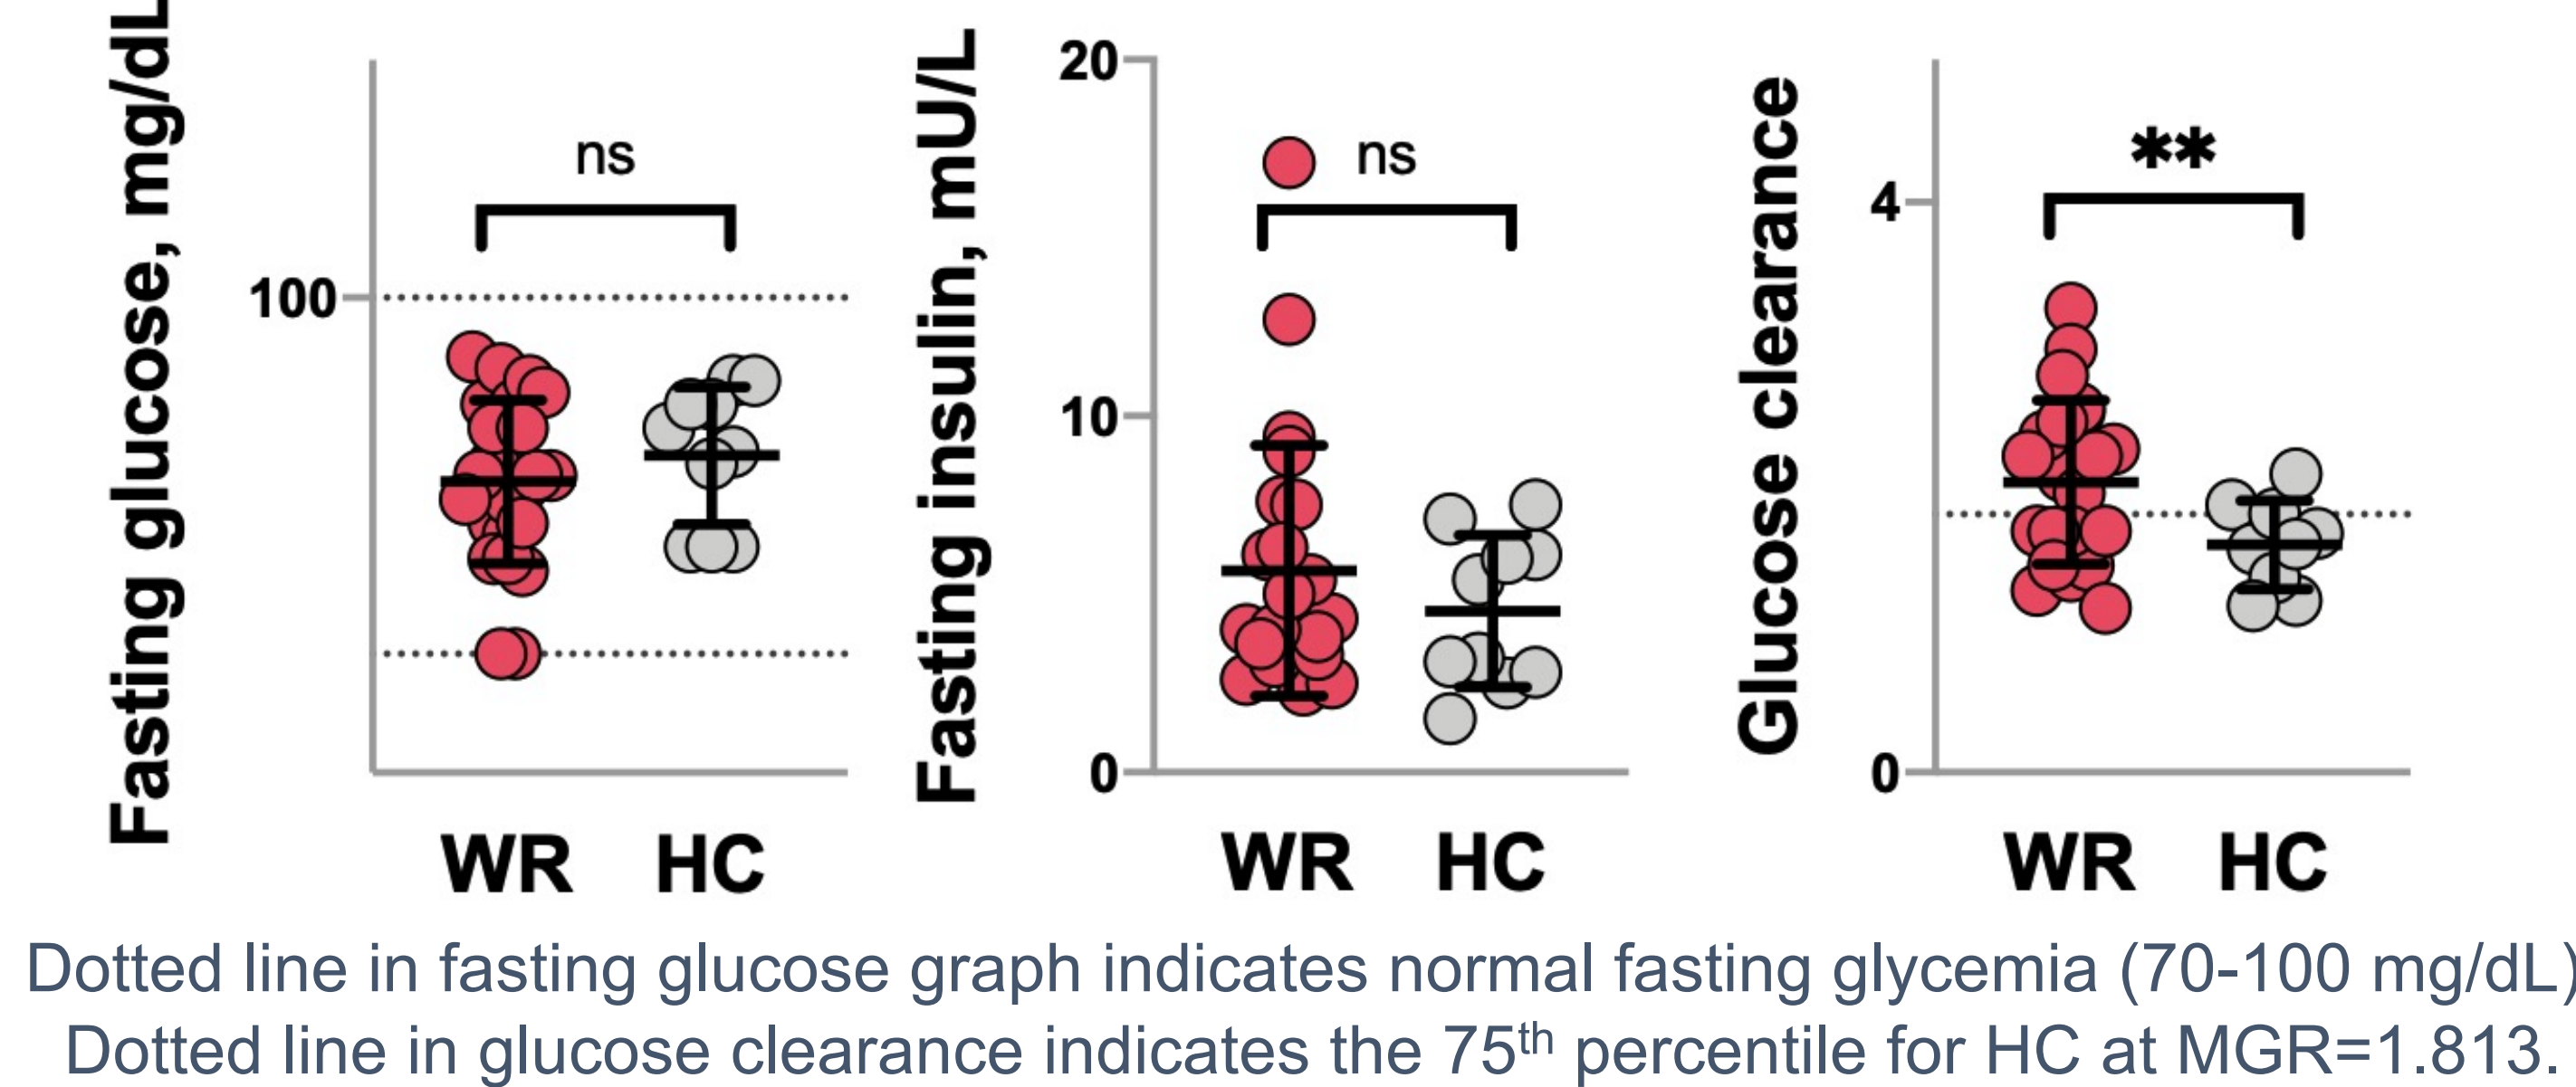 Fasting glucose, mg/dL
100
ns
WR HC
Fasting insulin, mU/L
20
10
0
ns
WR HC
Glucose clearance
4
0
**
WR HC
Dotted line in fasting glucose graph indicates normal fasting glycemia (70-100 mg/dL)
Dotted line in glucose clearance indicates the 75th percentile for HC at MGR=1.813.